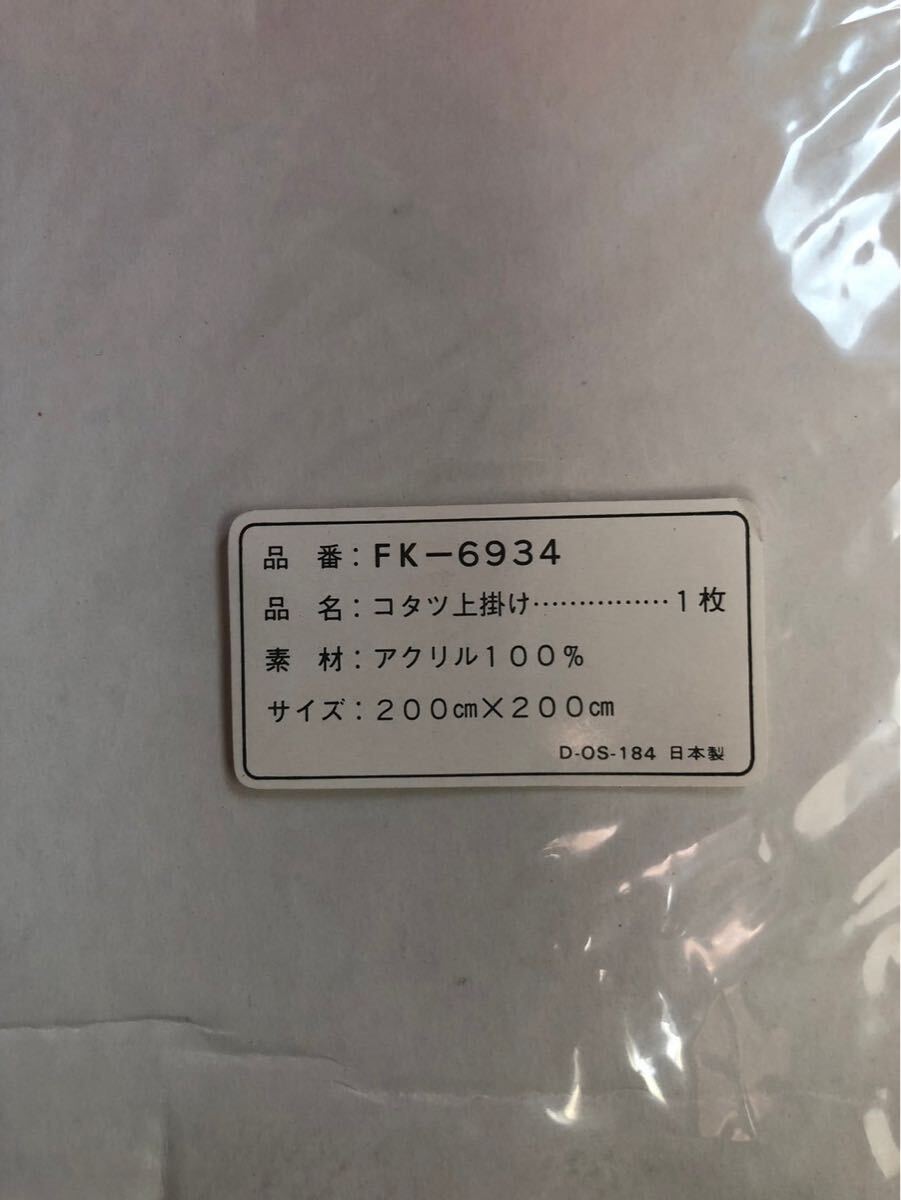 品 番：FK－6934
品 名：コタツ上掛け……………1枚
素 材：アクリル100%
サイズ：200㎝×200㎝
D-OS-184 日本製